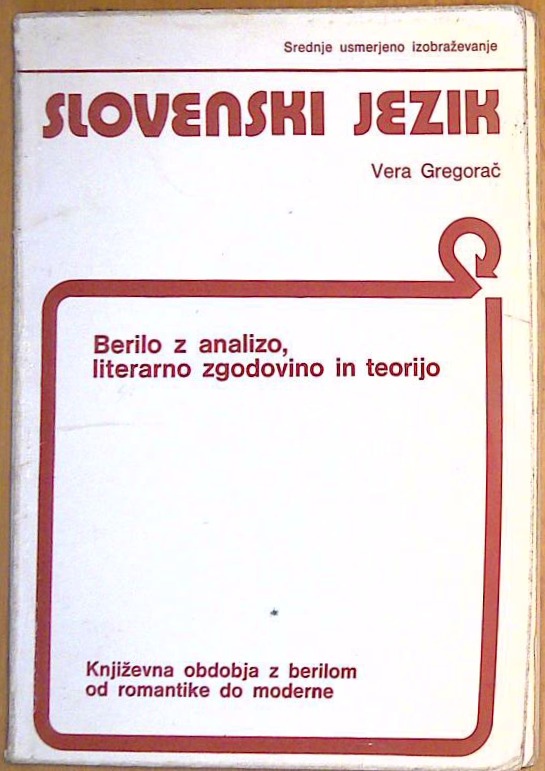 Srednje usmerjeno izobraževanje
SLOVENSKI JEZIK
Vera Gregorač
Berilo z analizo,
literarno zgodovino in teorijo
Književna obdobja z berilom
od romantike do moderne